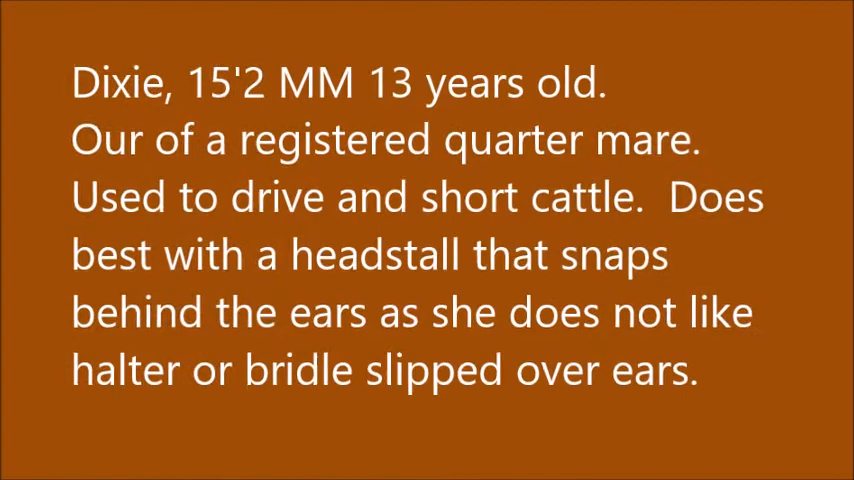 Dixie, 15'2 MM 13 years old.
Our of a registered quarter mare.
Used to drive and short cattle.  Does
best with a headstall that snaps
behind the ears as she does not like
halter or bridle slipped over ears.